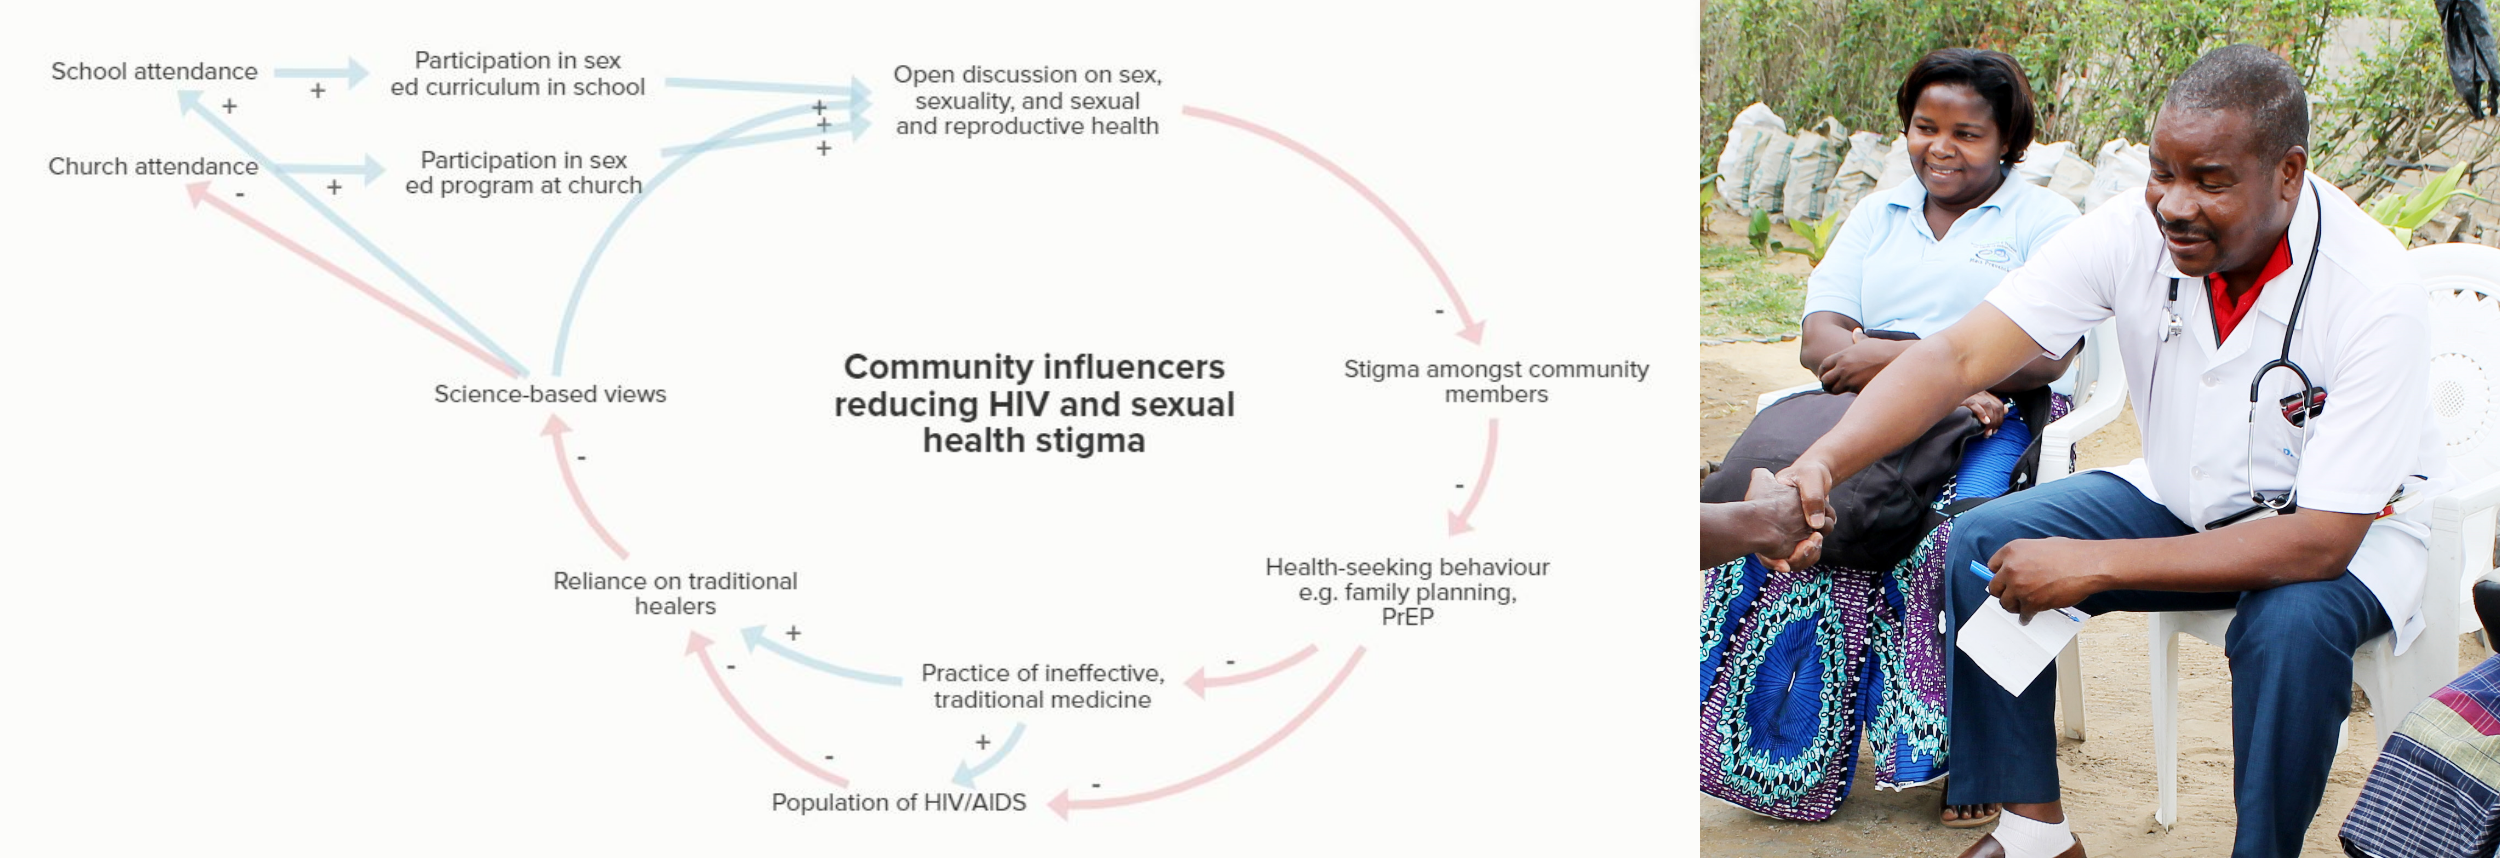 School attendance
+
Participation in sex
ed curriculum in school
+
Church attendance
-
+
Participation in sex
ed program at church
+
+
+
Open discussion on sex,
sexuality, and sexual
and reproductive health
-
Stigma amongst community
members
-
Health-seeking behaviour
e.g. family planning,
PrEP
-
-
Practice of ineffective,
traditional medicine
+
+
Population of HIV/AIDS
-
-
Reliance on traditional
healers
-
Science-based views
Community influencers
reducing HIV and sexual
health stigma